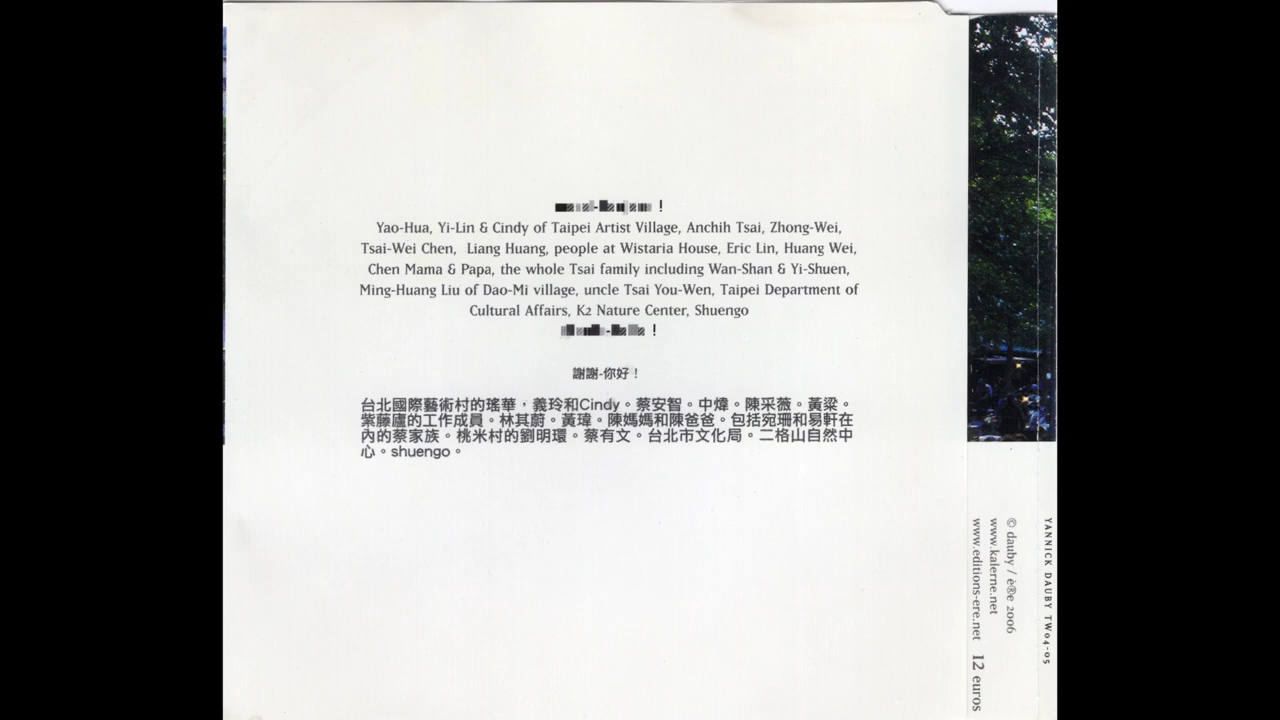 !
Yao-Hua, Yi-Lin & Cindy of Taipei Artist Village, Anchih Tsai, Zhong-Wei,
Tsai-Wei Chen, Liang Huang, people at Wistaria House, Eric Lin, Huang Wei,
Chen Mama & Papa, the whole Tsai family including Wan-Shan & Yi-Shuen,
Ming-Huang Liu of Dao-Mi village, uncle Tsai You-Wen, Taipei Department of
Cultural Affairs, K2 Nature Center, Shuengo
!
謝謝-你好！
台北國際藝術村的瑤華，義玲和Cindy。蔡安智。中煒。陳采薇。黃梁。
紫藤廬的工作成員。林其蔚。黃瑋。陳媽媽和陳爸爸。包括宛珊和易軒在
內的蔡家族。桃米村的劉明環。蔡有文。台北市文化局。二格山自然中
心。shuengo。
YANNICK DAUBY TW04-05
© dauby / è®e 2006
www.kalerne.net
www.editions-ere.net 12 euros